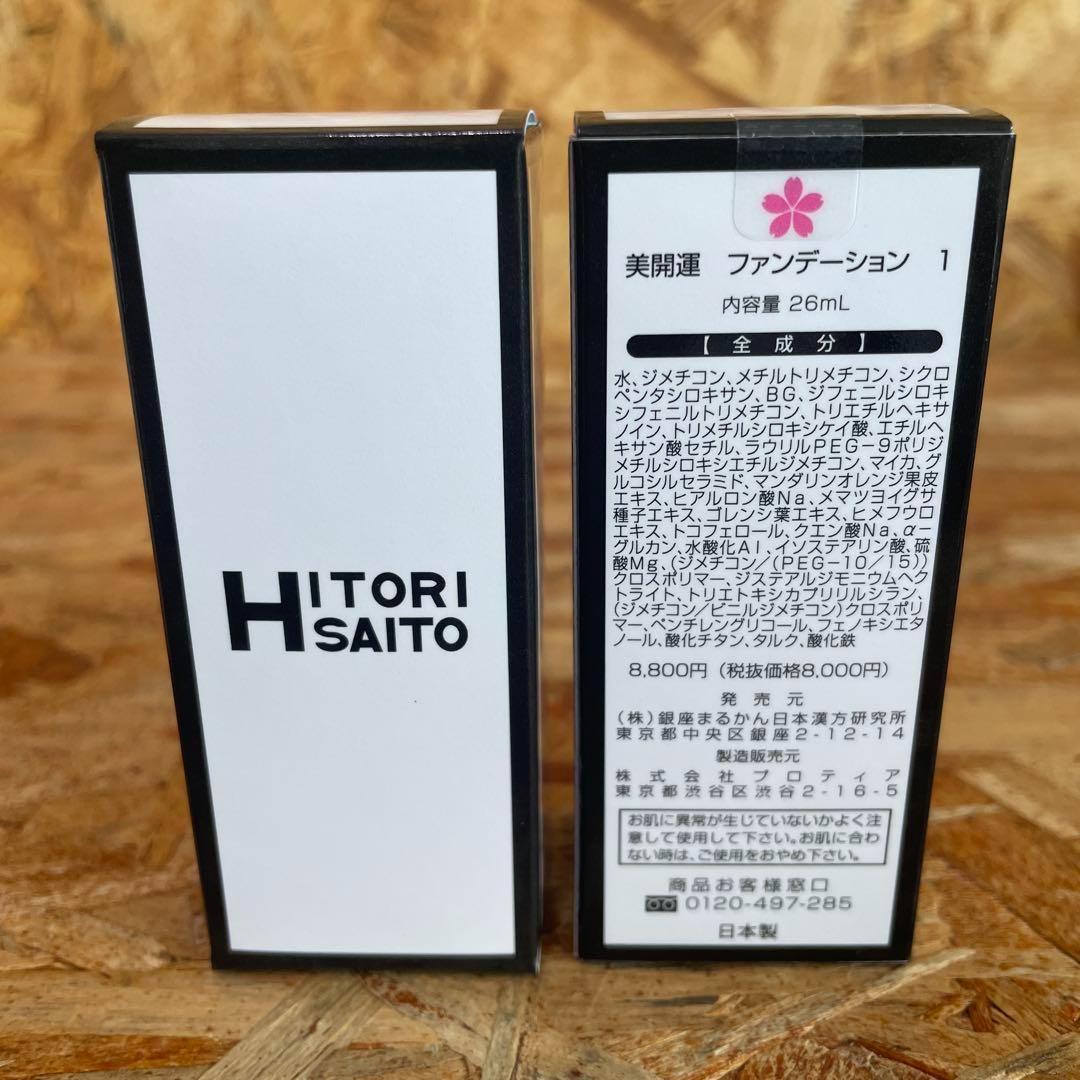 HITORI
SAITO
美開運 ファンデーション 1
内容量 26mL
【全成分】
水、ジメチコン、メチルトリメチコン、シクロ
ペンタシロキサン、BG、ジフェニルシロキ
シフェニルトリメチコン、トリエチルヘキサ
ノイン、トリメチルシロキシケイ酸、エチルヘ
キサン酸セチル、ラウリルPEG-9ポリジ
メチルシロキシエチルジメチコン、マイカ、グ
ルコシルセラミド、マンダリンオレンジ果皮
エキス、ヒアルロン酸Na、メマツヨイグサ
種子エキス、ゴレンシ葉エキス、ヒメフウロ
エキス、トコフェロール、クエン酸Na、α-
グルカン、水酸化Al、イソステアリン酸、硫
酸Mg、(ジメチコン/(PEG-10/15))
クロスポリマー、ジステアルジモニウムヘクト
ライト、トリエトキシカプリリルシラン、
(ジメチコン/ビニルジメチコン)クロスポリ
マー、ペンチレングリコール、フェノキシエタ
ノール、酸化チタン、タルク、酸化鉄
8,800円(税抜価格8,000円)
発売元
(株)銀座まるかん日本漢方研究所
東京都中央区銀座2-12-14
製造販売元
株式会社プロティア
東京都渋谷区渋谷2-16-5
お肌に異常が生じていないかよく注
意して使用して下さい。お肌に合わ
ない時は、ご使用をおやめ下さい。
商品お客様窓口
0120-497-285
日本製